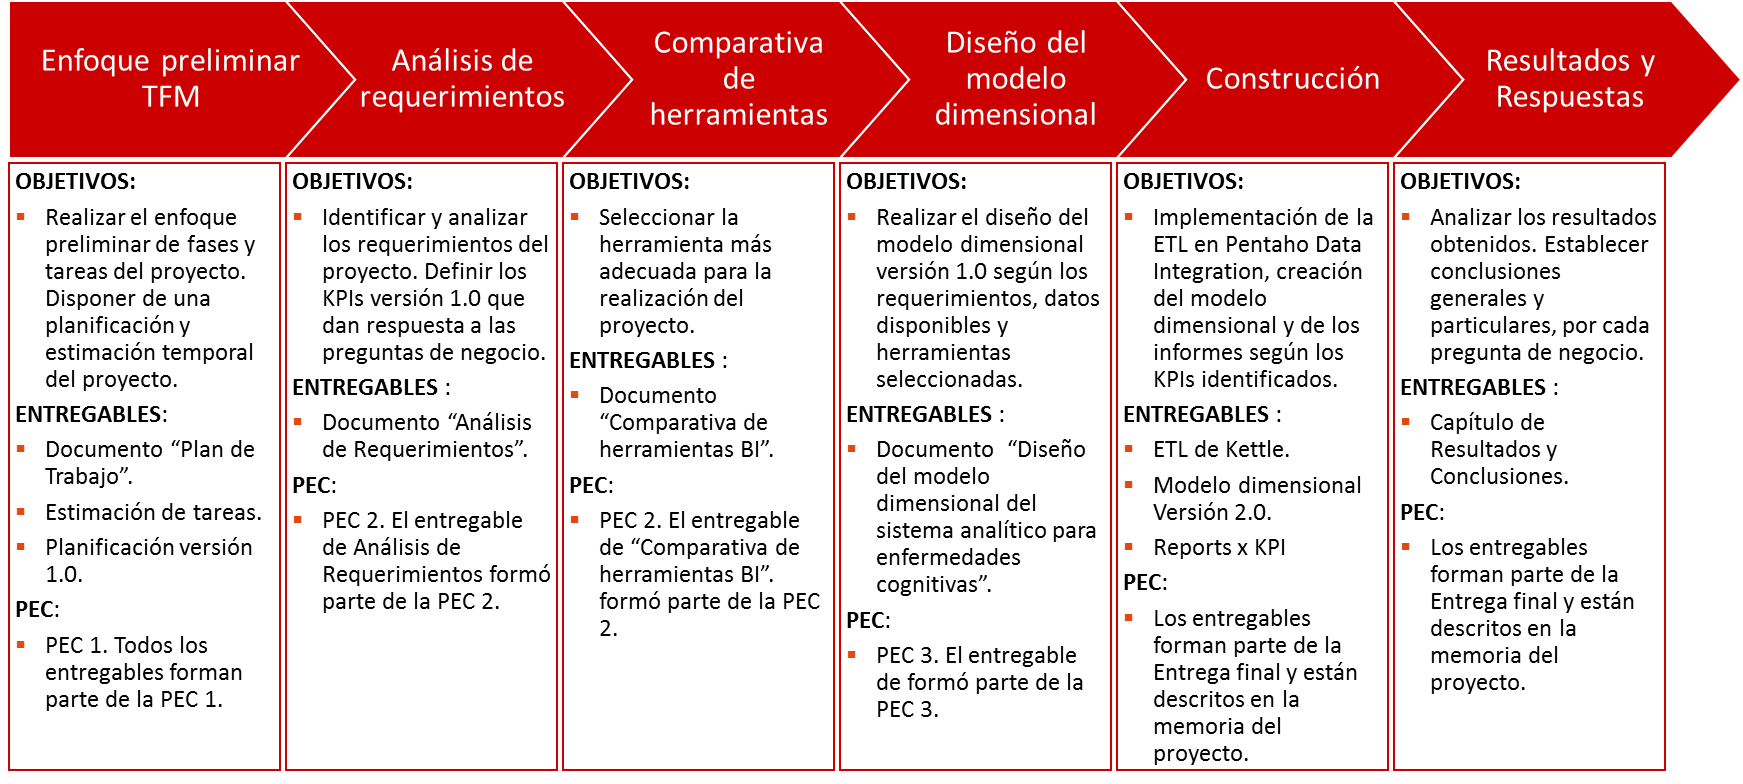 Enfoque preliminar
TFM
Análisis de
requerimientos
Comparativa
de
herramientas
Diseño del
modelo
dimensional
Construcción
Resultados y
Respuestas
OBJETIVOS:
Realizar el enfoque
preliminar de fases y
tareas del proyecto.
Disponer de una
planificación y
estimación temporal
del proyecto.
ENTREGABLES:
Documento “Plan de
Trabajo”.
Estimación de tareas.
Planificación versión
1.0.
PEC:
PEC 1. Todos los
entregables forman
parte de la PEC 1.
OBJETIVOS:
Identificar y analizar
los requerimientos del
proyecto. Definir los
KPIs versión 1.0 que
dan respuesta a las
preguntas de negocio.
ENTREGABLES :
Documento “Análisis
de Requerimientos”.
PEC:
PEC 2. El entregable
de Análisis de
Requerimientos formó
parte de la PEC 2.
OBJETIVOS:
Seleccionar la
herramienta más
adecuada para la
realización del
proyecto.
ENTREGABLES :
Documento
“Comparativa de
herramientas BI”.
PEC:
PEC 2. El entregable
de “Comparativa de
herramientas BI”.
formó parte de la PEC
2.
OBJETIVOS:
Realizar el diseño del
modelo dimensional
versión 1.0 según los
requerimientos, datos
disponibles y
herramientas
seleccionadas.
ENTREGABLES :
Documento “Diseño
del modelo
dimensional del
sistema analítico para
enfermedades
cognitivas”.
PEC:
PEC 3. El entregable
de formó parte de la
PEC 3.
OBJETIVOS:
Implementación de la
ETL en Pentaho Data
Integration, creación
del modelo
dimensional y de los
informes según los
KPIs identificados.
ENTREGABLES :
ETL de Kettle.
Modelo dimensional
Versión 2.0.
Reports x KPI
PEC:
Los entregables
forman parte de la
Entrega final y están
descritos en la
memoria del
proyecto.
OBJETIVOS:
Analizar los resultados
obtenidos. Establecer
conclusiones
generales y
particulares, por cada
pregunta de negocio.
ENTREGABLES :
Capítulo de
Resultados y
Conclusiones.
PEC:
Los entregables
forman parte de la
Entrega final y están
descritos en la
memoria del
proyecto.